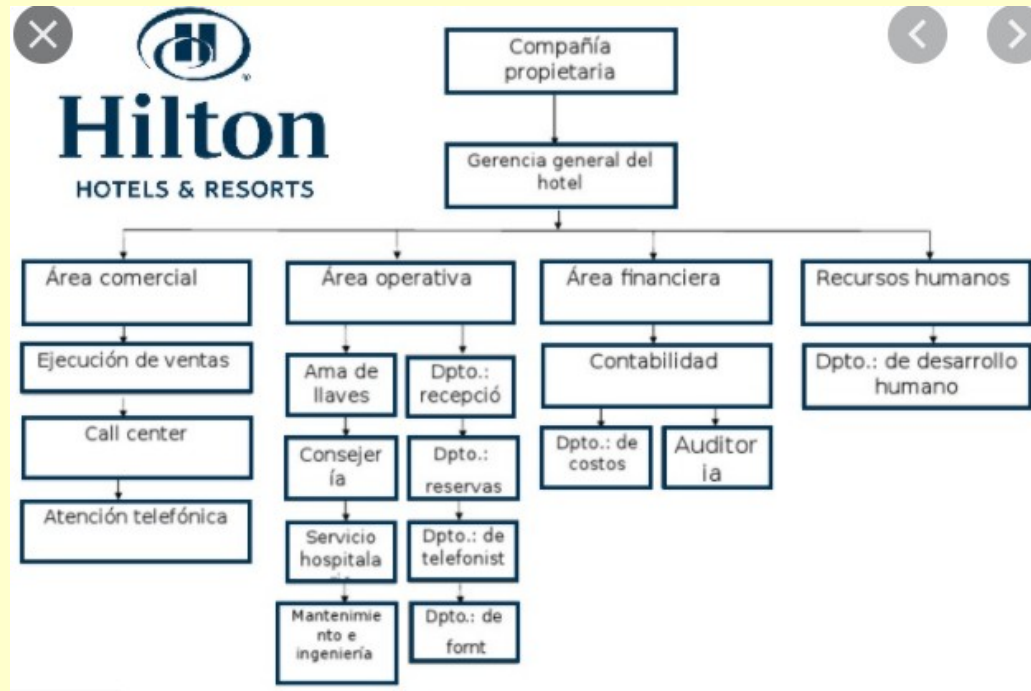 Hilton
HOTELS & RESORTS
Compañía
propietaria
Gerencia general del
hotel
Área comercial
Ejecución de ventas
Call center
Atención telefónica
Área operativa
Ama de
llaves
Consejer
ía
Servicio
hospitala
Mantenimie
nto e
ingeniería
Dpto.:
recepció
Dpto.:
reservas
Dpto.: de
telefonist
Dpto.: de
fornt
Área financiera
Contabilidad
Dpto.: de
costos
Auditor
ia
Recursos humanos
Dpto.: de desarrollo
humano